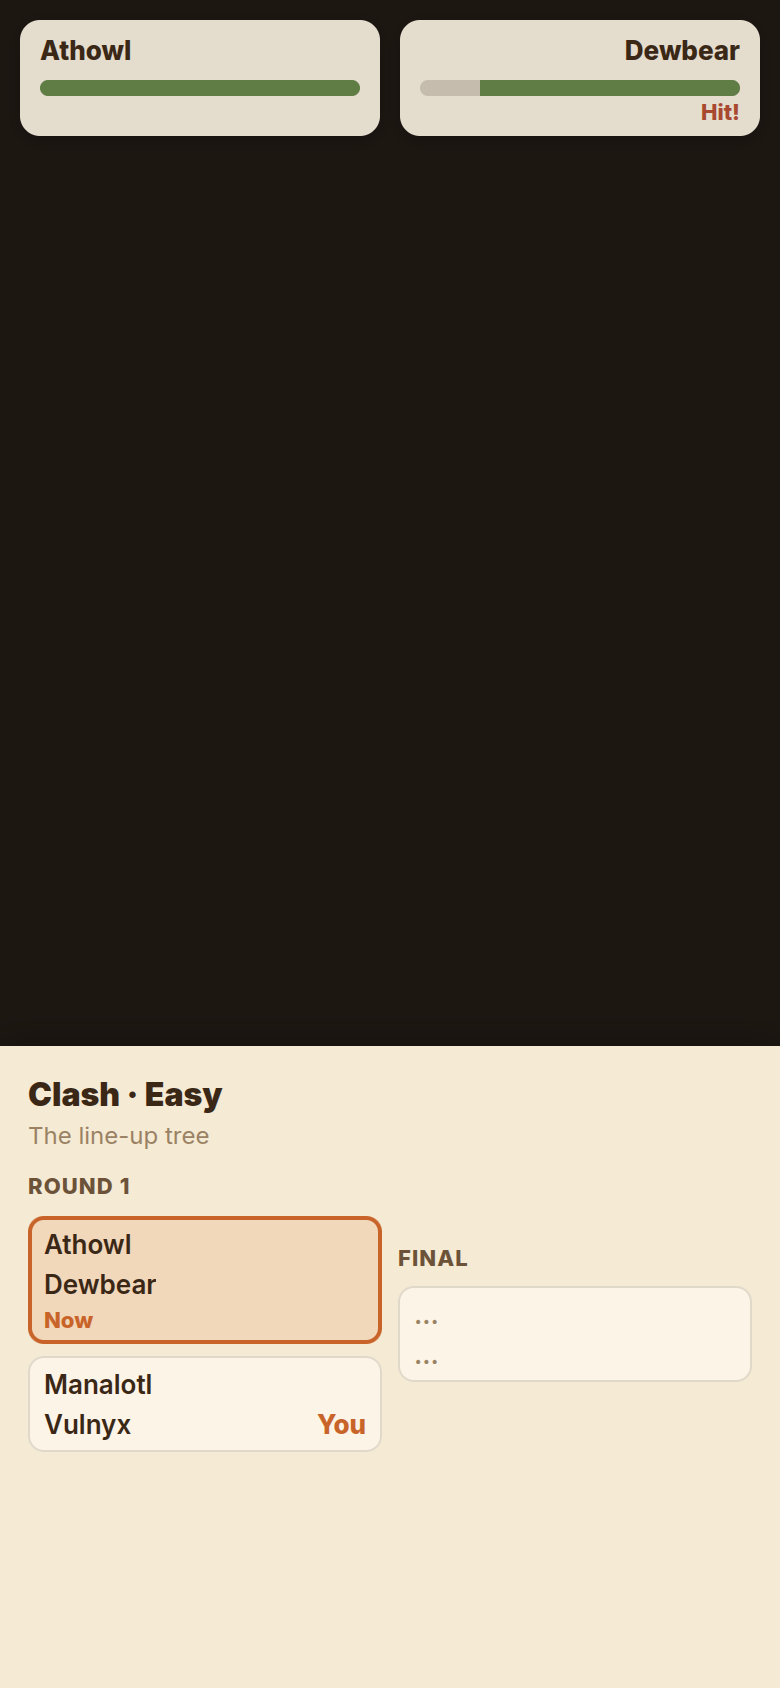 Athowl
Dewbear
Hit!
Clash · Easy
The line-up tree
ROUND 1
Athowl
Dewbear
Now
Manalotl
Vulnyx You
FINAL
...
...